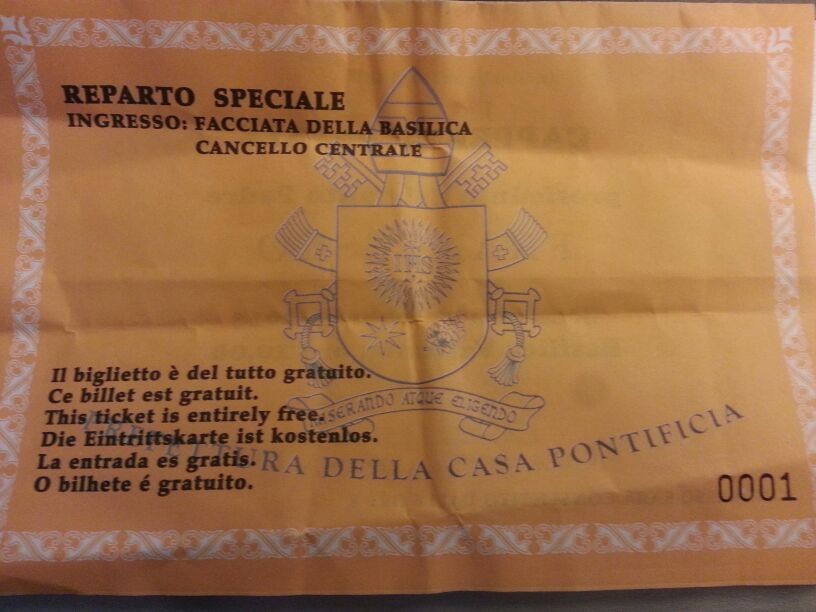 REPARTO SPECIALE
INGRESSO: FACCIATA DELLA BASILICA
CANCELLO CENTRALE
IHS
Il biglietto è del tutto gratuito.
Ce billet est gratuit.
This ticket is entirely free.
Die Eintrittskarte ist kostenlos.
La entrada es gratis.
O bilhete é gratuito.
MISERANDO ATQUE ELIGENDO
PREFETTURA DELLA CASA PONTIFICIA
0001